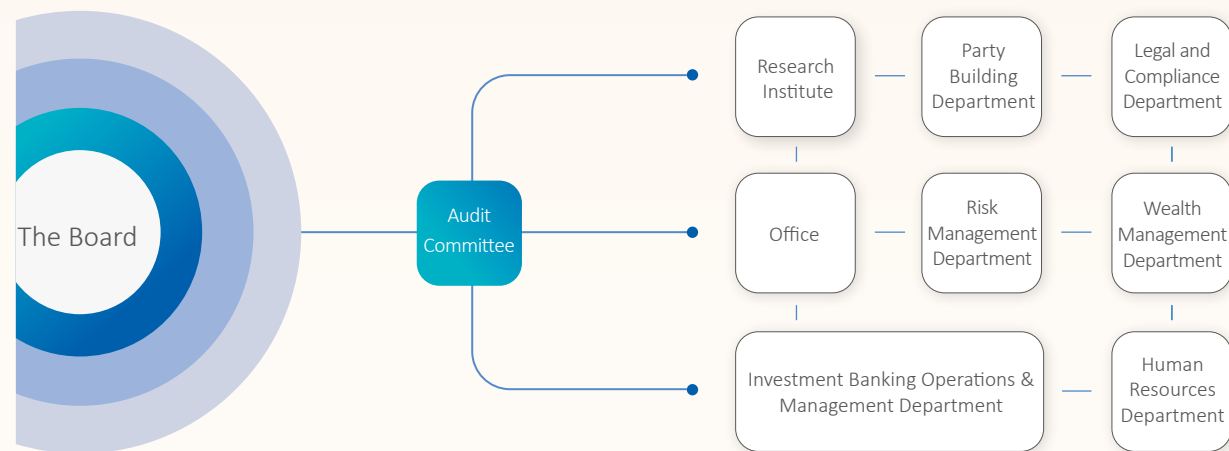 The Board
Audit
Committee
Research
Institute
Party
Building
Department
Legal and
Compliance
Department
Office
Risk
Management
Department
Wealth
Management
Department
Investment Banking Operations &
Management Department
Human
Resources
Department